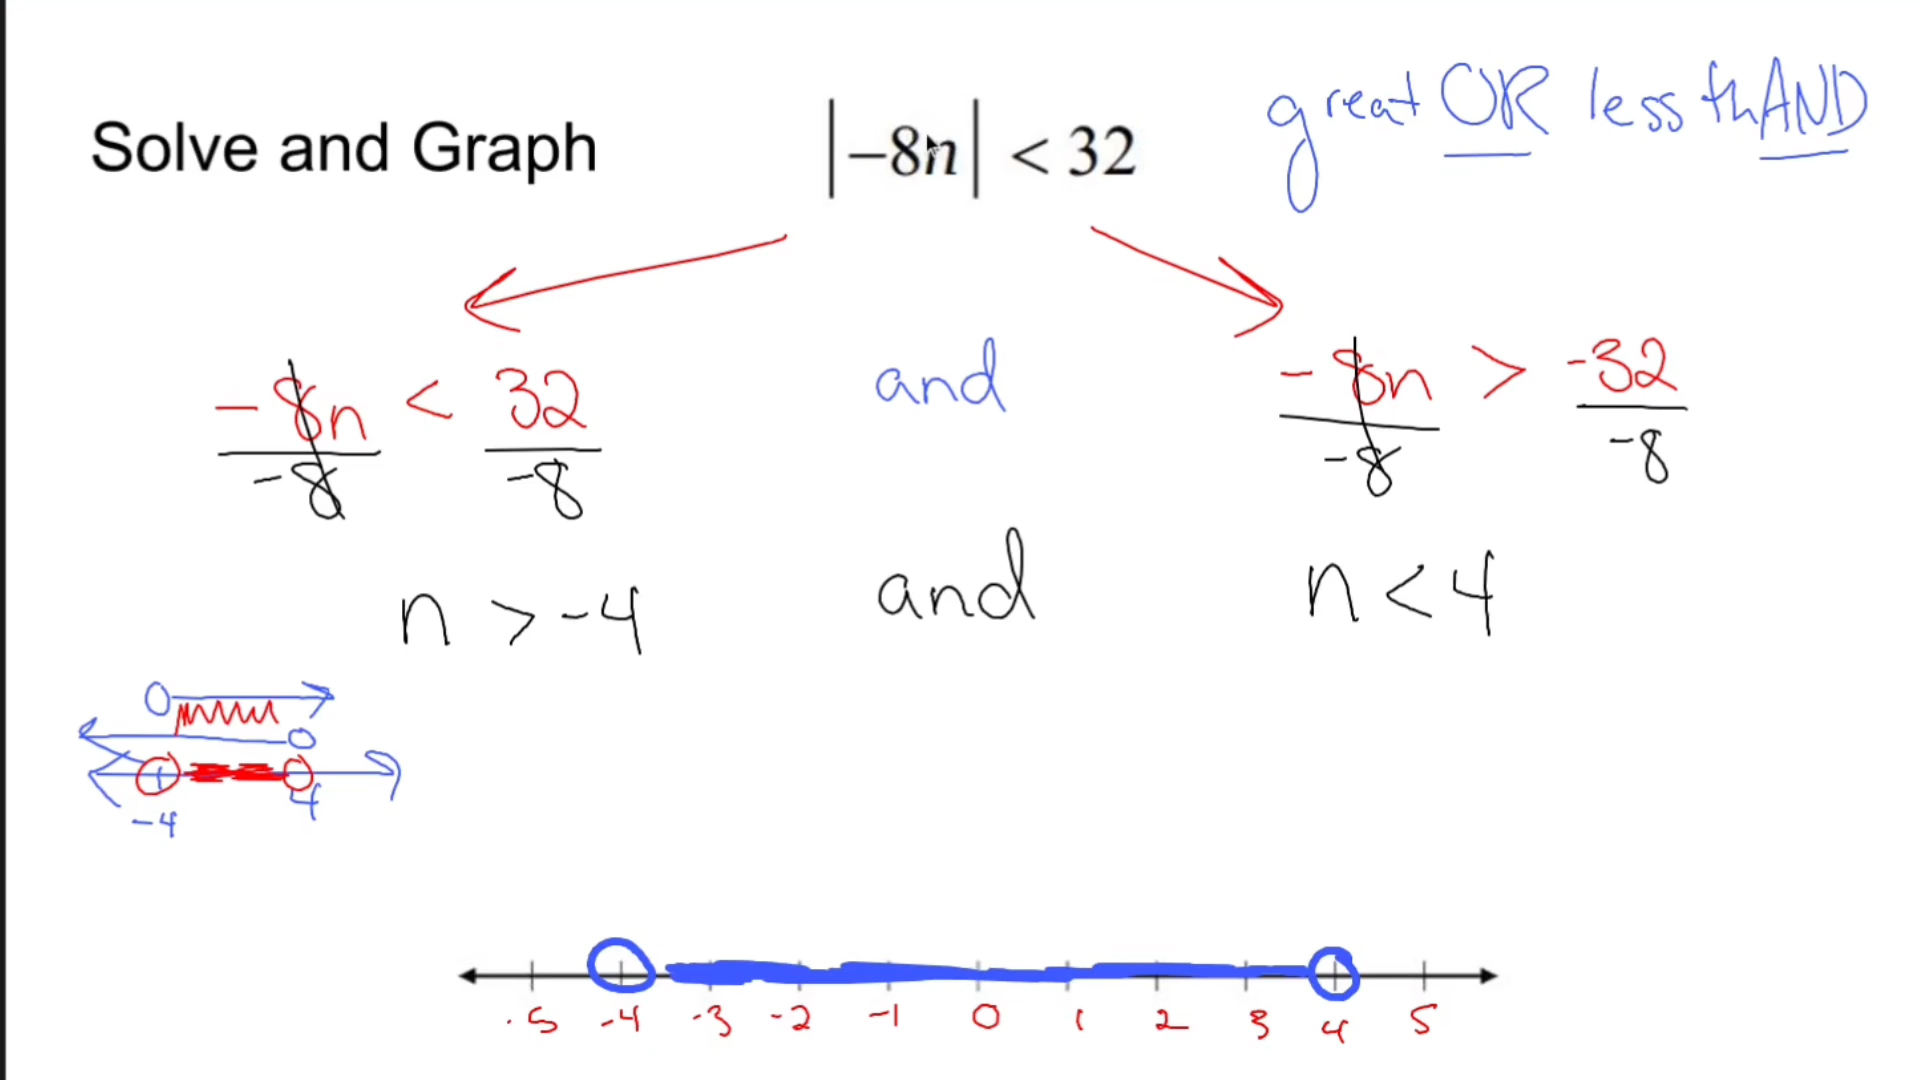 Solve and Graph |−8n| < 32 great OR less thAND
-8n < 32 and -8n > -32
-8 -8 -8 -8
n > -4 and n < 4
-4 4
-5 -4 -3 -2 -1 0 1 2 3 4 5